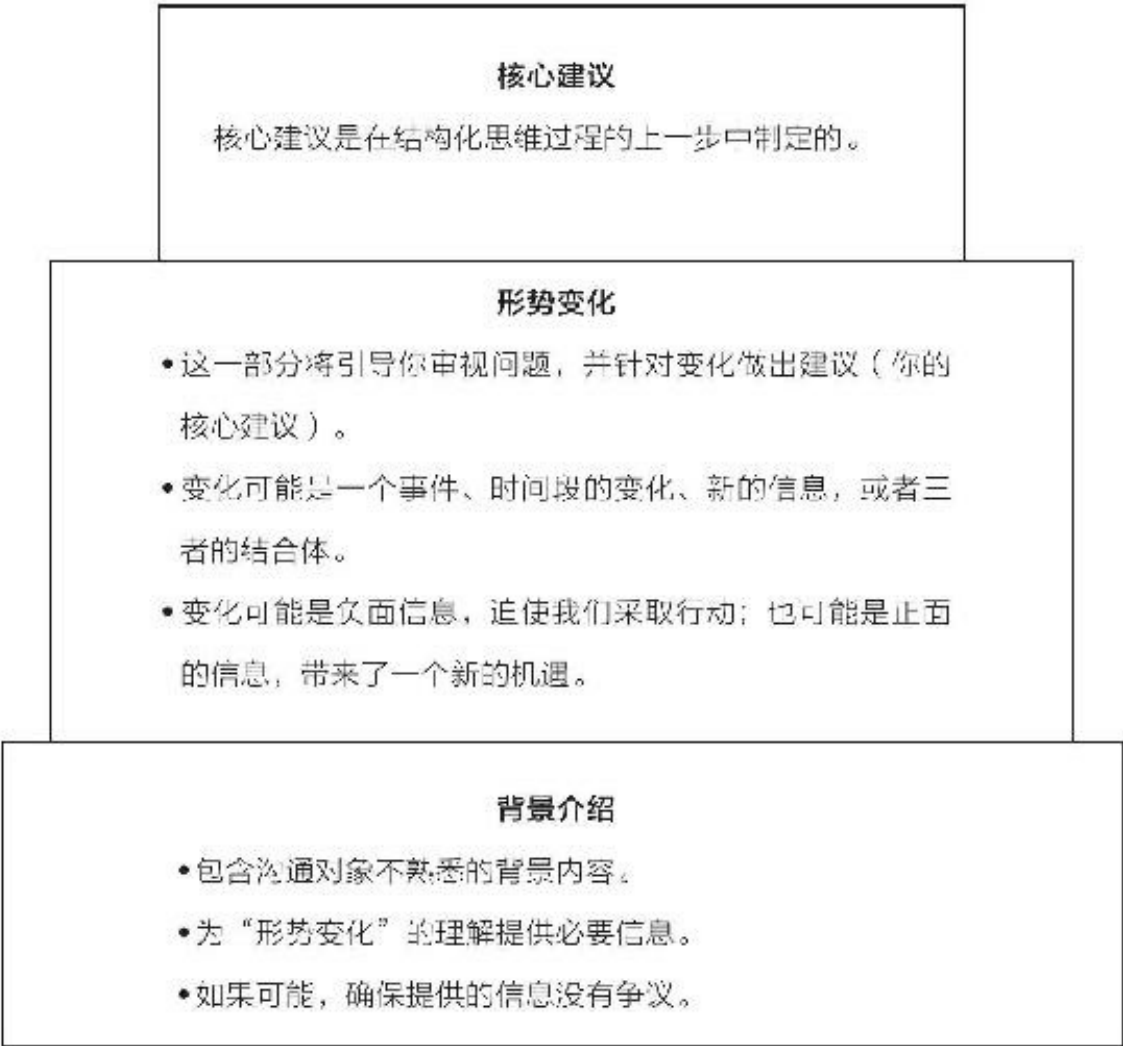 核心建议
核心建议是在结构化思维过程的上一步中制定的。
形势变化
•这一部分将引导你审视问题，并针对变化做出建议（你的
核心建议）。
•变化可能是一个事件、时间段的变化、新的信息，或者三
者的结合体。
•变化可能是负面信息，迫使我们采取行动；也可能是正面
的信息，带来了一个新的机遇。
背景介绍
•包含沟通对象不熟悉的背景内容。
•为“形势变化”的理解提供必要信息。
•如果可能，确保提供的信息没有争议。